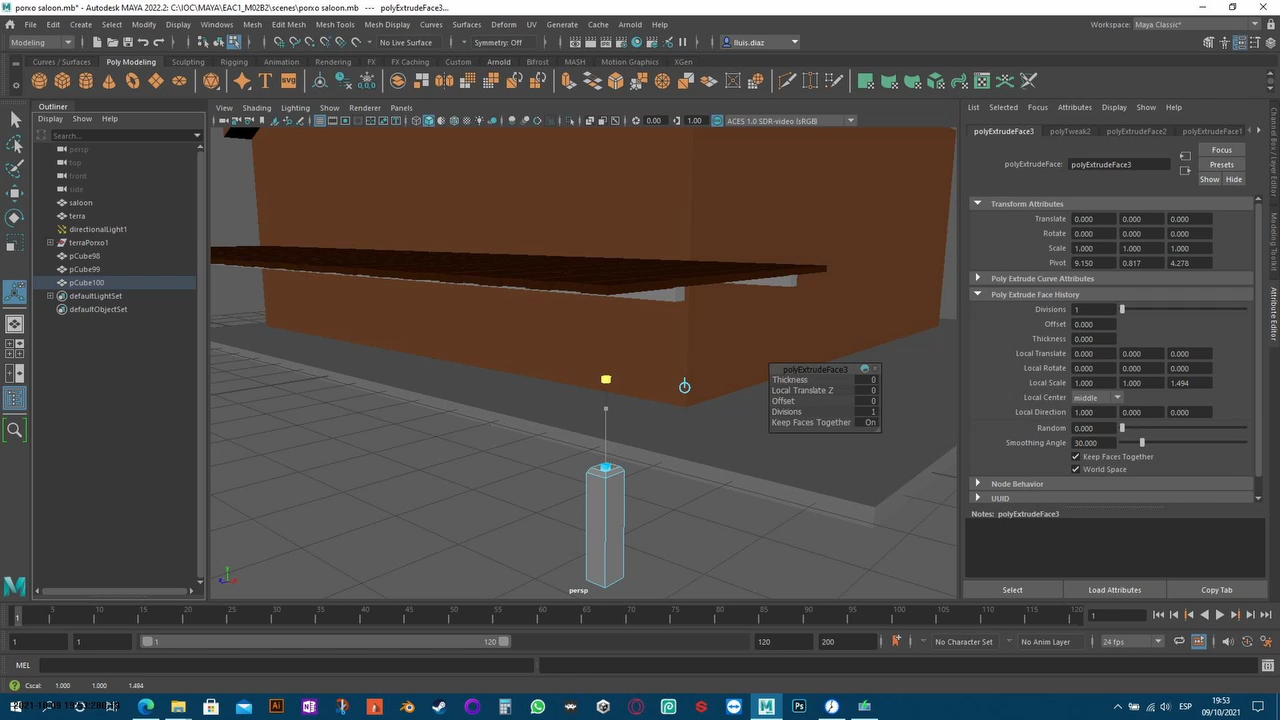 porxo saloon.mb* - Autodesk MAYA 2022.2: C:\IOC\MAYA\EAC1_M02B2\scenes\porxo saloon.mb --- polyExtrudeFace3...
File Edit Create Select Modify Display Windows Mesh Edit Mesh Mesh Tools Mesh Display Curves Surfaces Deform UV Generate Cache Arnold Help
Workspace: Maya Classic*
Modeling No Live Surface Symmetry: Off lluis.diaz
Curves / Surfaces Poly Modeling Sculpting Rigging Animation Rendering FX FX Caching Custom Arnold Bifrost MASH Motion Graphics XGen
Outliner
Display Show Help
Search...
persp
top
front
side
saloon
terra
directionalLight1
terraPorxo1
pCube98
pCube99
pCube100
defaultLightSet
defaultObjectSet
View Shading Lighting Show Renderer Panels
0.00 1.00 ACES 1.0 SDR-video (sRGB)
polyExtrudeFace3
Thickness 0
Local Translate Z 0
Offset 0
Divisions 1
Keep Faces Together On
persp
List Selected Focus Attributes Display Show Help
polyExtrudeFace3 polyTweak2 polyExtrudeFace2 polyExtrudeFace1
Focus
polyExtrudeFace: polyExtrudeFace3
Presets
Show Hide
Transform Attributes
Translate 0.000 0.000 0.000
Rotate 0.000 0.000 0.000
Scale 1.000 1.000 1.000
Pivot 9.150 0.817 4.278
Poly Extrude Curve Attributes
Poly Extrude Face History
Divisions 1
Offset 0.000
Thickness 0.000
Local Translate 0.000 0.000 0.000
Local Rotate 0.000 0.000 0.000
Local Scale 1.000 1.000 1.494
Local Center middle
Local Direction 1.000 0.000 0.000
Random 0.000
Smoothing Angle 30.000
Keep Faces Together
World Space
Node Behavior
UUID
Notes: polyExtrudeFace3
Select Load Attributes Copy Tab
Channel Box / Layer Editor
Modeling Toolkit
Attribute Editor
5 10 15 20 25 30 35 40 45 50 55 60 65 70 75 80 85 90 95 100 105 110 115 120
1
1 1 1 120 120 200 No Character Set No Anim Layer 24 fps
MEL
Cscal: 1.000 1.000 1.494
ESP
19:53
09/10/2021